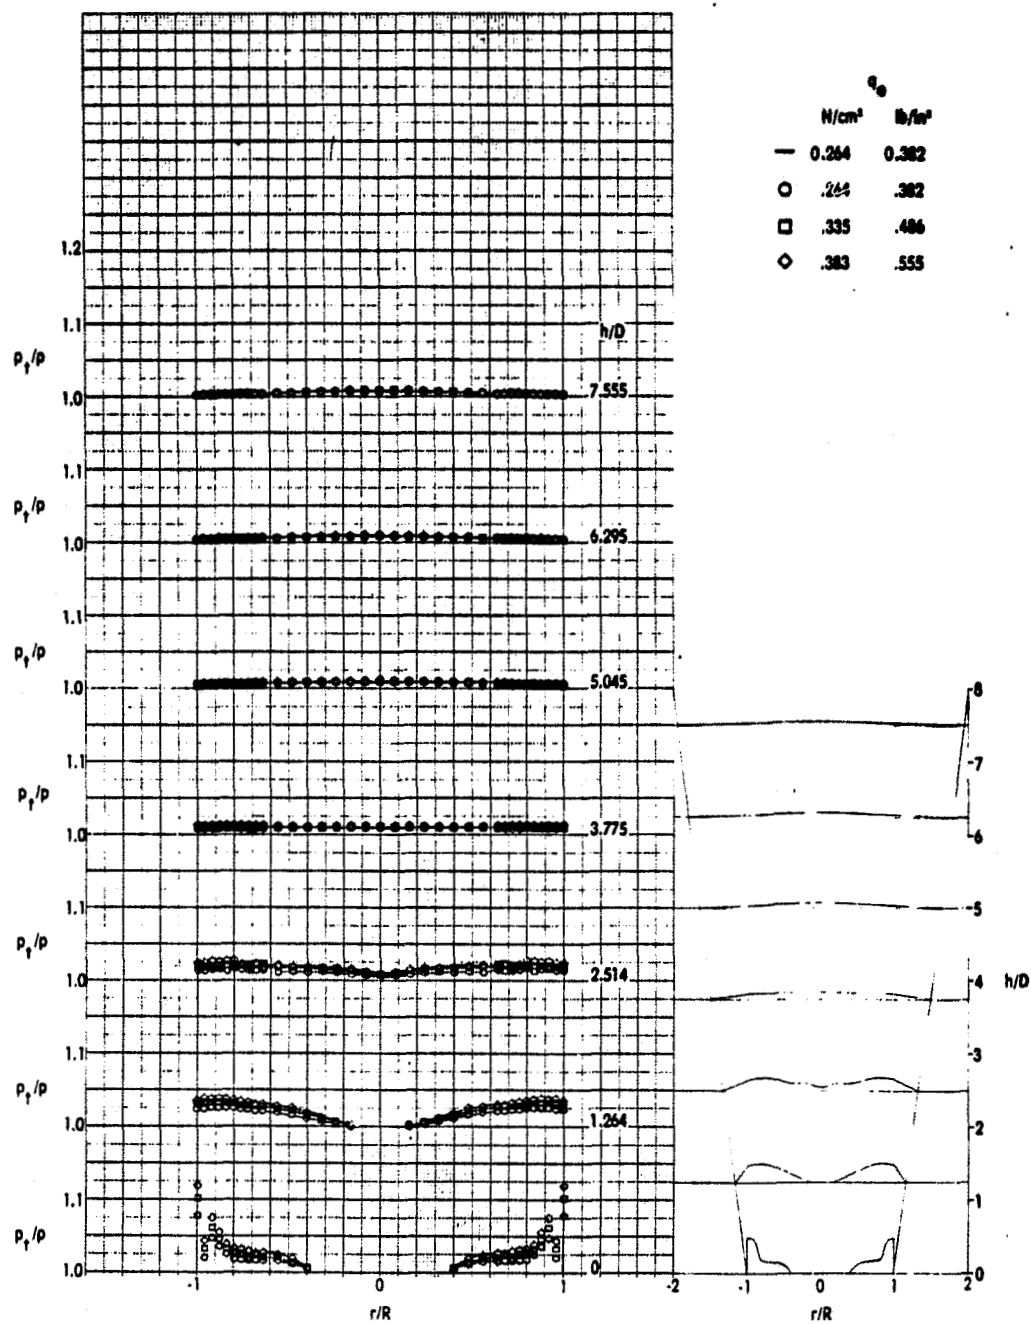 q_e
N/cm² lb/in²
— 0.264 0.382
○ .264 .382
□ .335 .486
◇ .383 .555
1.2
1.1
h/D
p_t/p
1.0
7.555
1.1
p_t/p
1.0
6.295
1.1
p_t/p
1.0
5.045
8
1.1
7
p_t/p
1.0
3.775
6
1.1
5
p_t/p
1.0
2.514
4
h/D
1.1
3
p_t/p
1.0
1.264
2
1.1
1
p_t/p
1.0
0
0
-1 0 1 -2 -1 0 1 2
r/R r/R